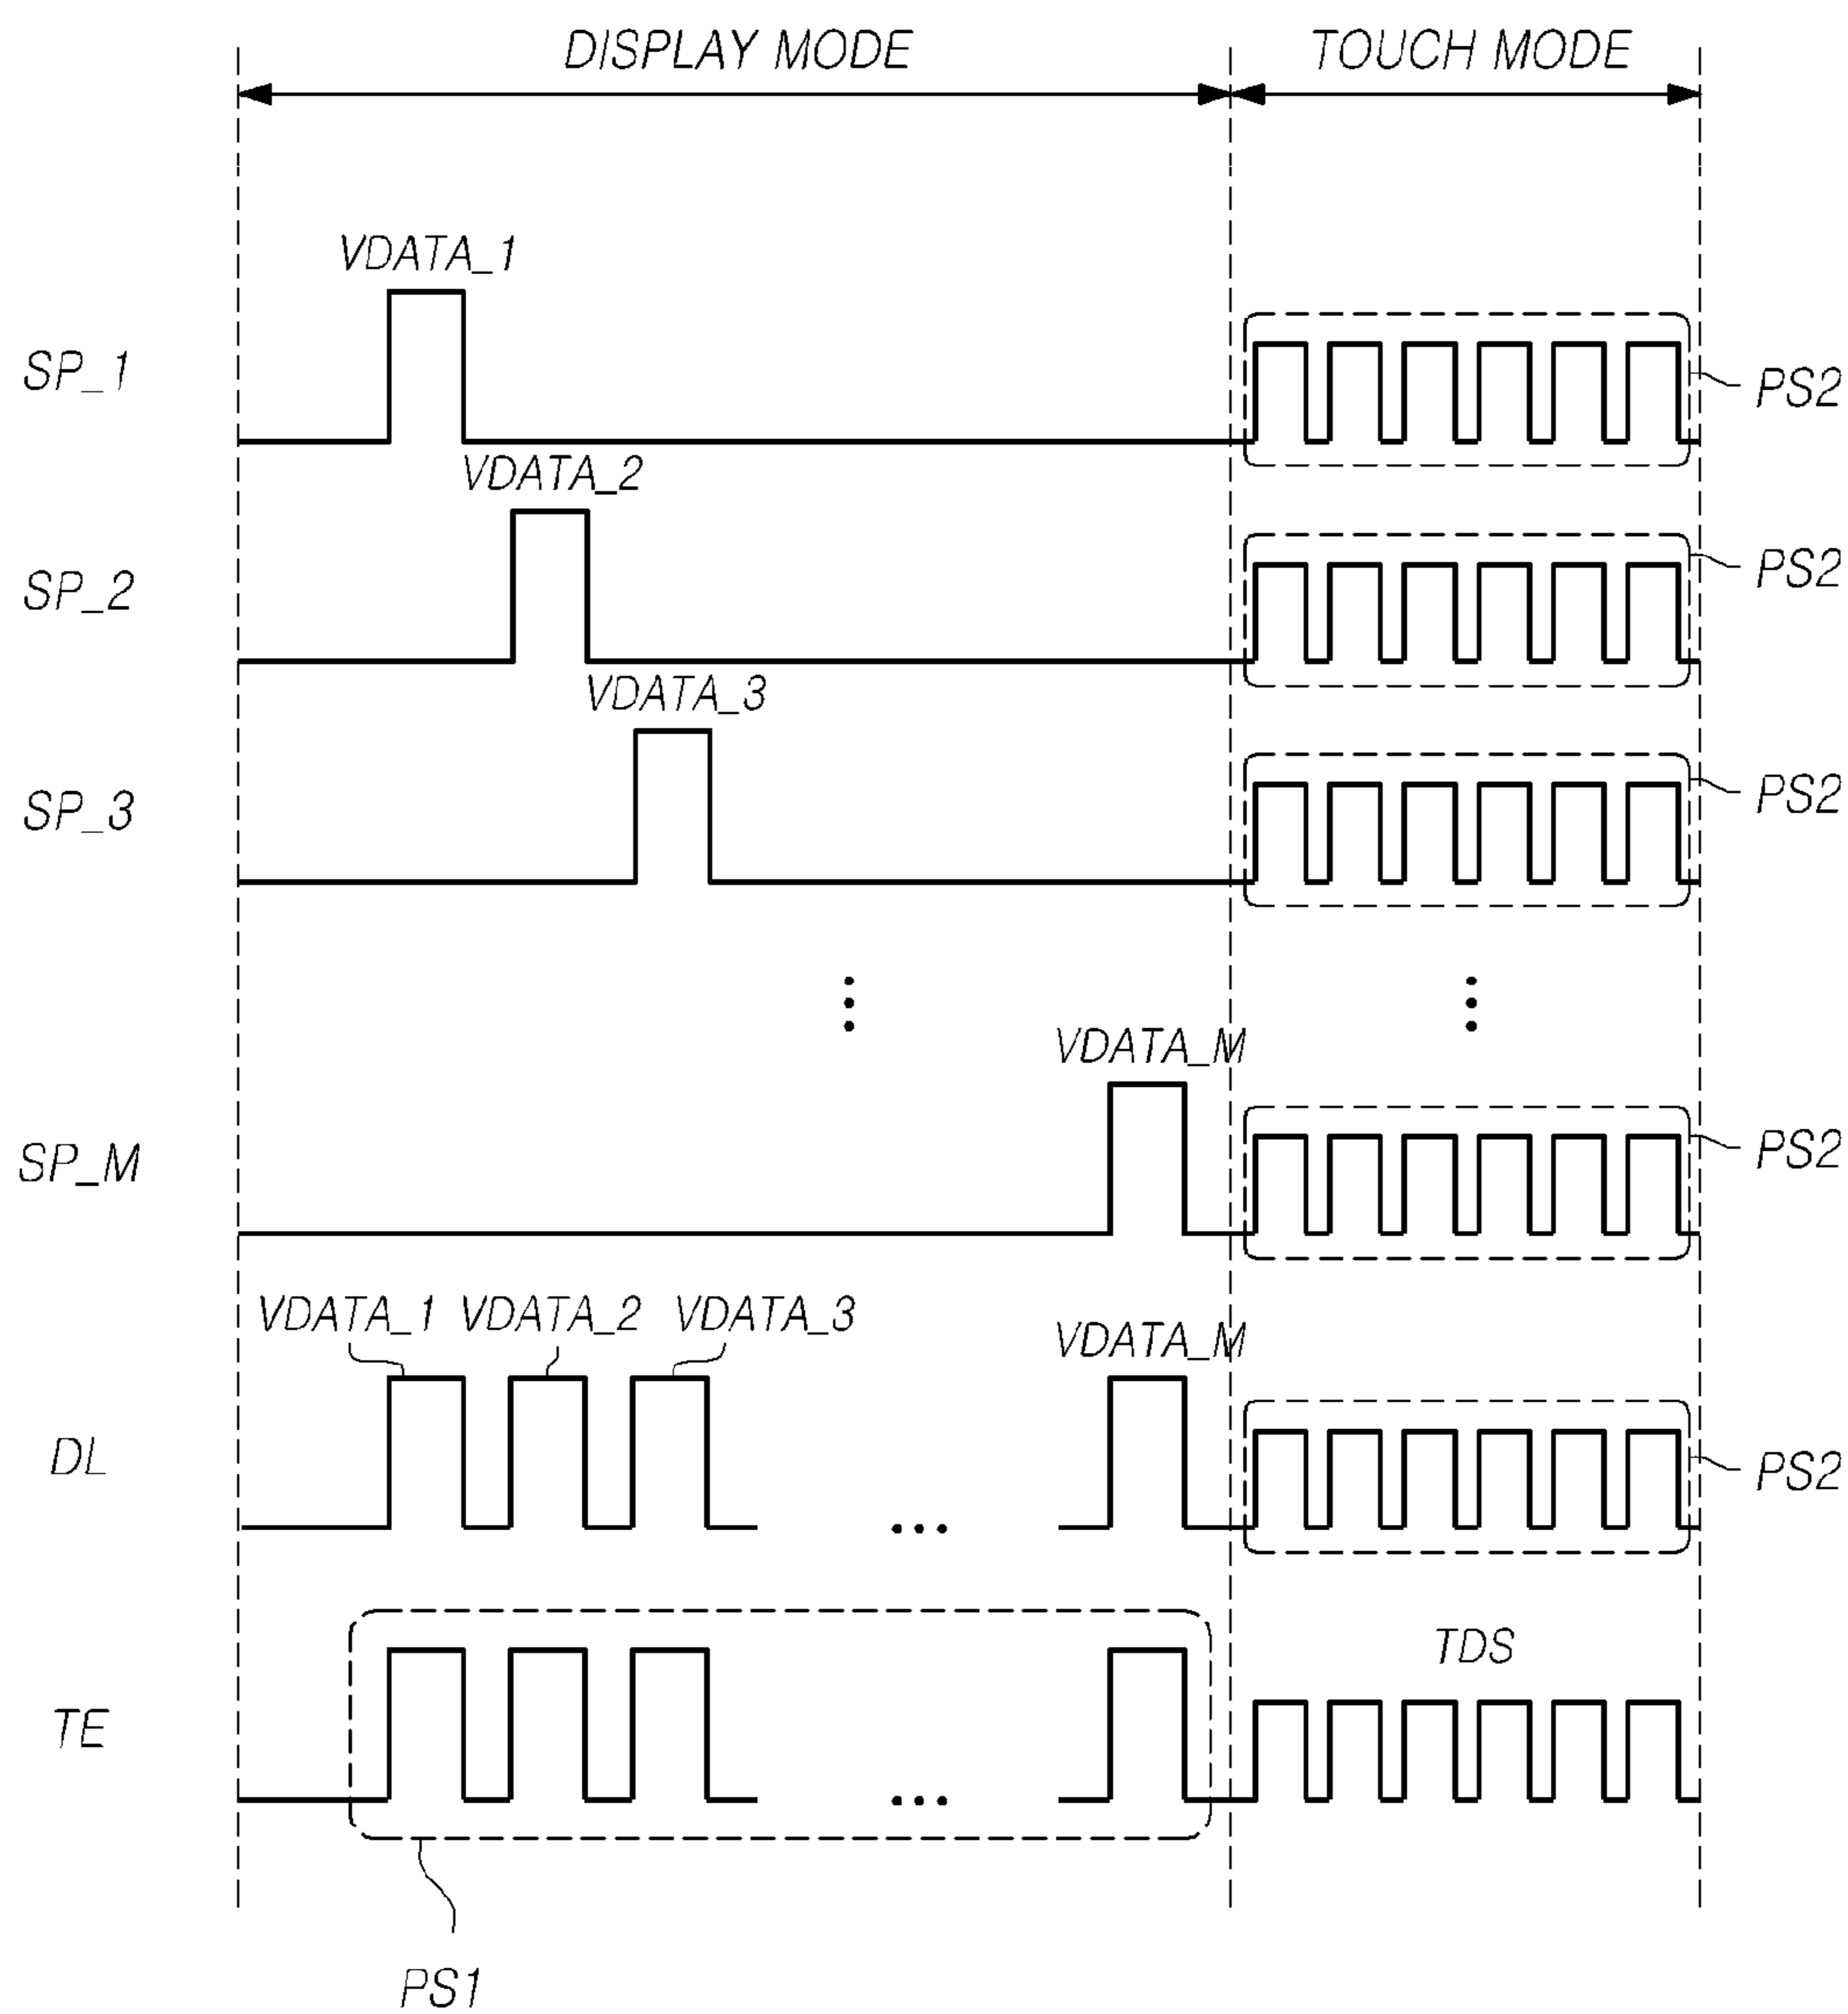 DISPLAY MODE TOUCH MODE
VDATA_1
SP_1 PS2
VDATA_2
SP_2 PS2
VDATA_3
SP_3 PS2
VDATA_M
SP_M PS2
VDATA_1 VDATA_2 VDATA_3 VDATA_M
DL PS2
TDS
TE
PS1